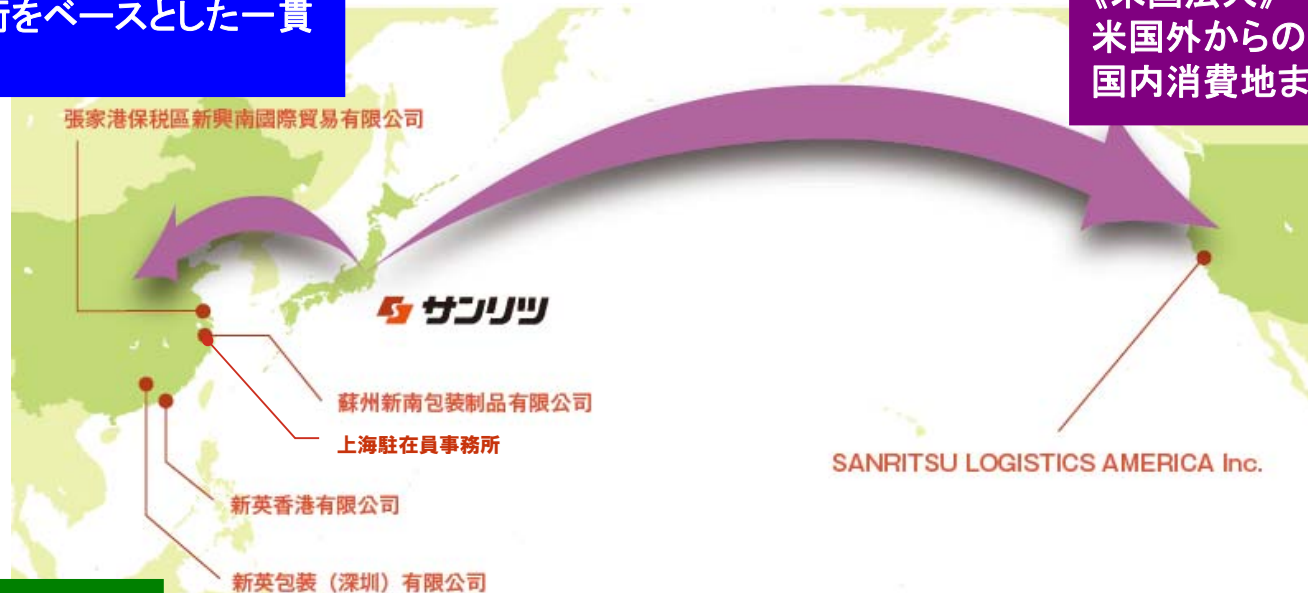 術をベースとした一貫
《米国法人》
米国外からの
国内消費地ま
張家港保税區新興南國際貿易有限公司
サンリツ
蘇州新南包装制品有限公司
上海駐在員事務所
SANRITSU LOGISTICS AMERICA Inc.
新英香港有限公司
新英包装（深圳）有限公司